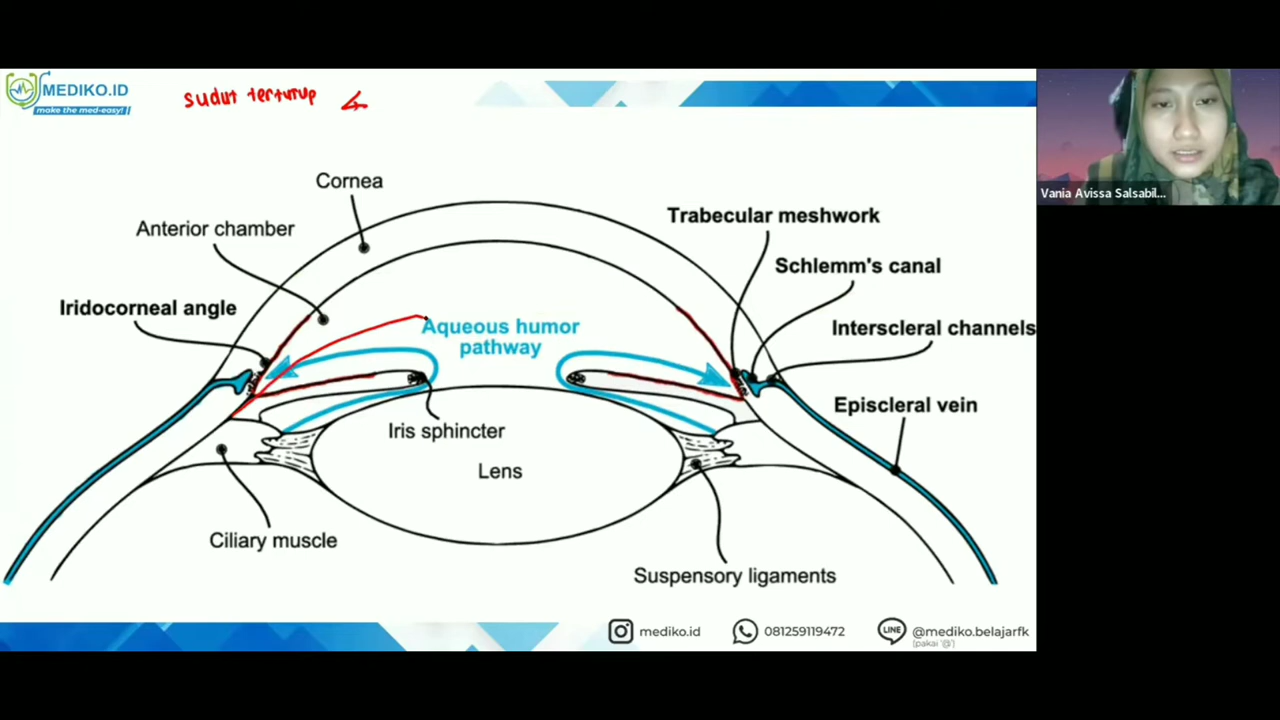 MEDIKO.ID
make the med-easy!
sudut tertutup
Vania Avissa Salsabil...
Cornea
Anterior chamber
Iridocorneal angle
Trabecular meshwork
Schlemm's canal
Interscleral channels
Aqueous humor
pathway
Episcleral vein
Iris sphincter
Lens
Ciliary muscle
Suspensory ligaments
mediko.id
081259119472
LINE
@mediko.belajarfk
(pakai '@')